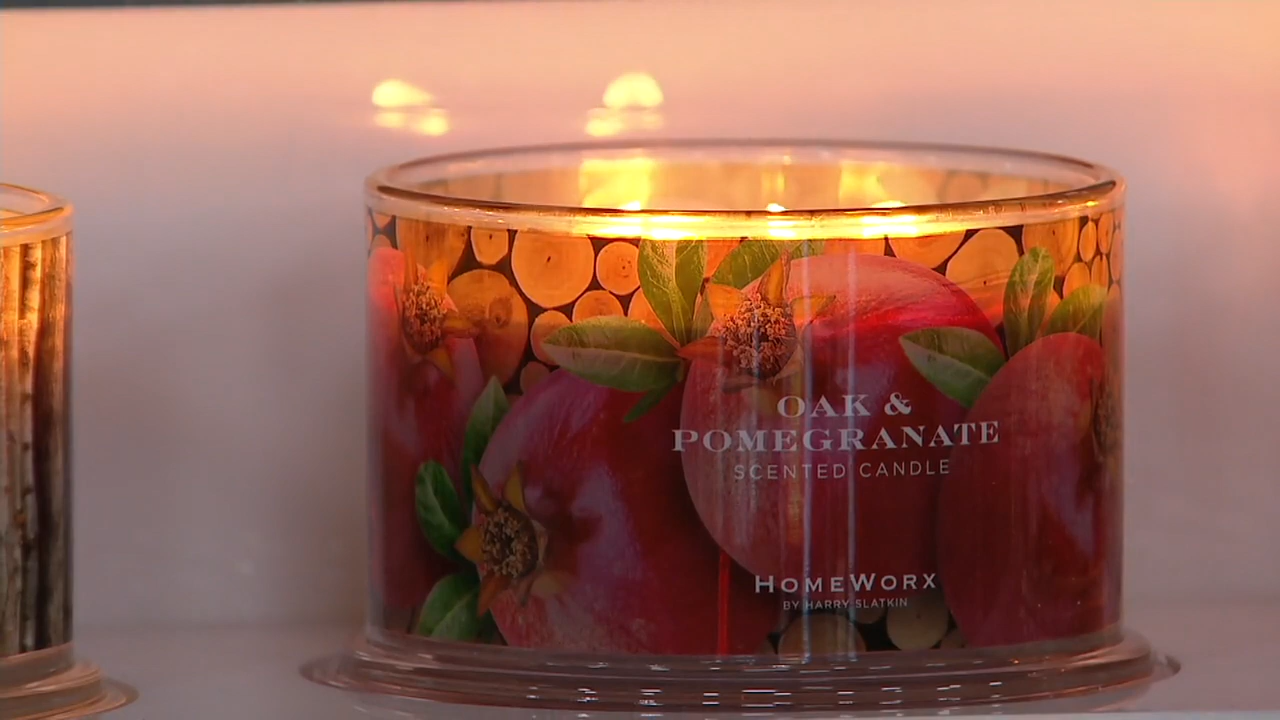 OAK &
POMEGRANATE
SCENTED CANDLE
HOMEWORX
BY HARRY SLATKIN